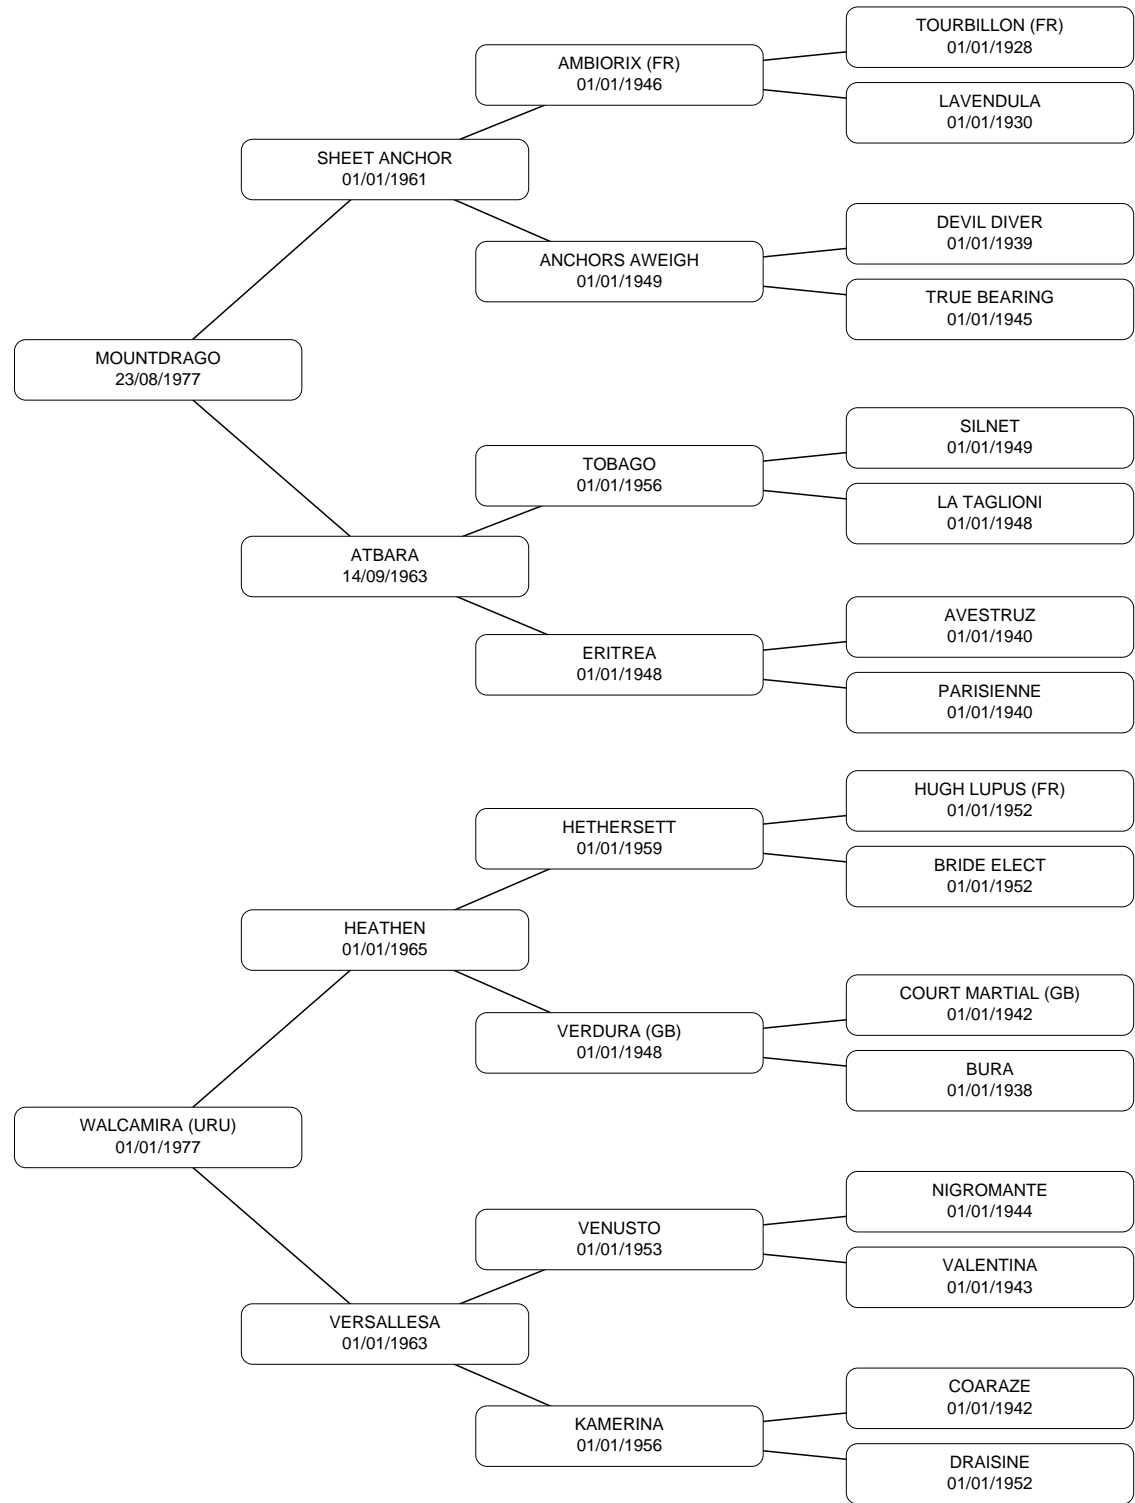 TOURBILLON (FR)
01/01/1928
AMBIORIX (FR)
01/01/1946
LAVENDULA
01/01/1930
SHEET ANCHOR
01/01/1961
DEVIL DIVER
01/01/1939
ANCHORS AWEIGH
01/01/1949
TRUE BEARING
01/01/1945
MOUNTDRAGO
23/08/1977
SILNET
01/01/1949
TOBAGO
01/01/1956
LA TAGLIONI
01/01/1948
ATBARA
14/09/1963
AVESTRUZ
01/01/1940
ERITREA
01/01/1948
PARISIENNE
01/01/1940
HUGH LUPUS (FR)
01/01/1952
HETHERSETT
01/01/1959
BRIDE ELECT
01/01/1952
HEATHEN
01/01/1965
COURT MARTIAL (GB)
01/01/1942
VERDURA (GB)
01/01/1948
BURA
01/01/1938
WALCAMIRA (URU)
01/01/1977
NIGROMANTE
01/01/1944
VENUSTO
01/01/1953
VALENTINA
01/01/1943
VERSALLESA
01/01/1963
COARAZE
01/01/1942
KAMERINA
01/01/1956
DRAISINE
01/01/1952